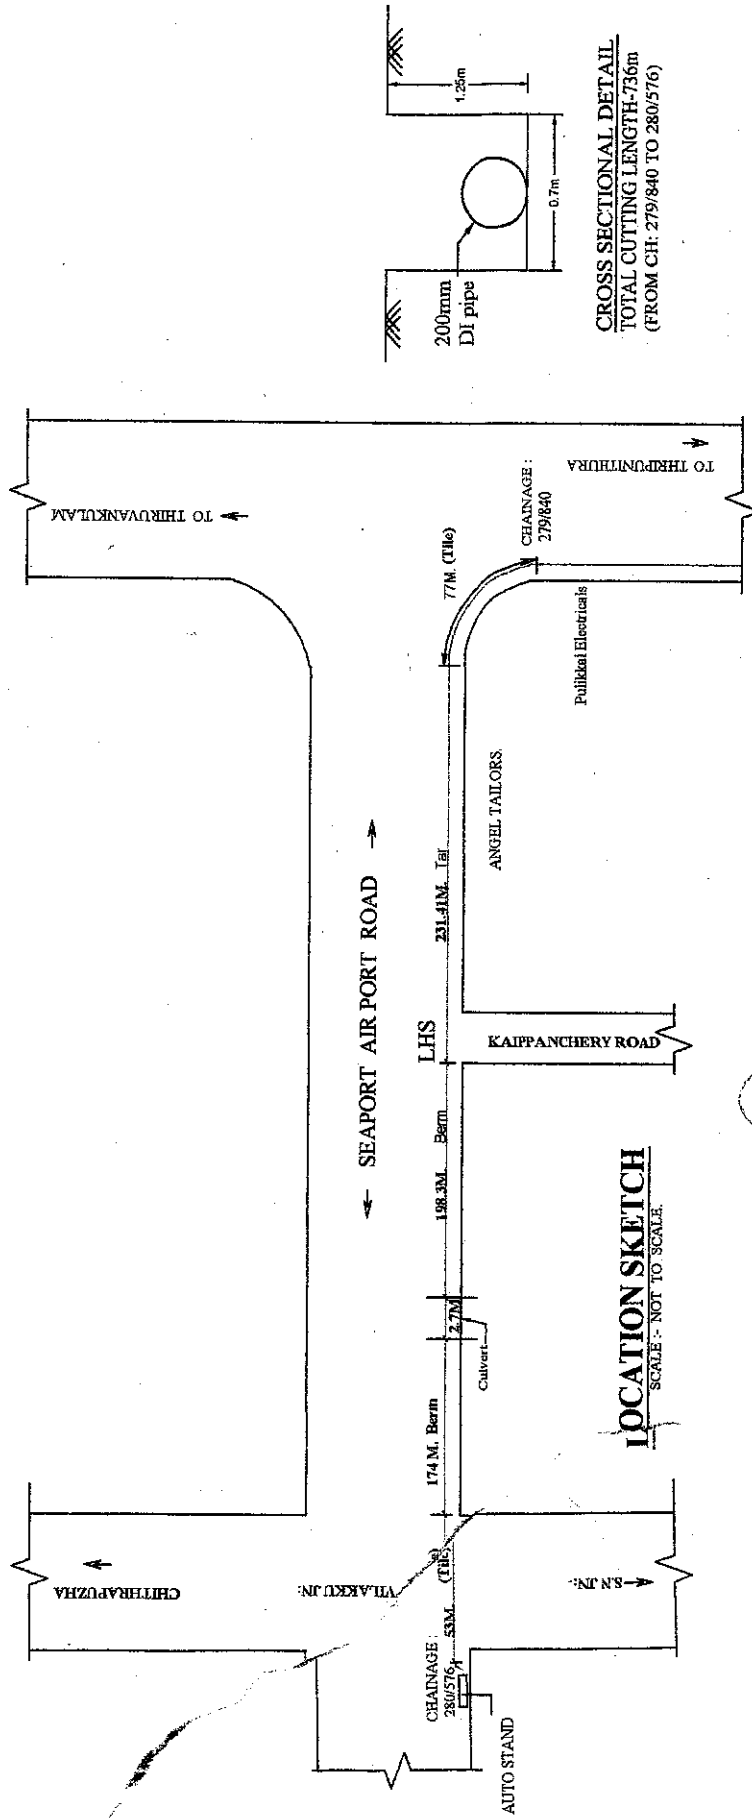 CHITHRAPUZHA
VILAKKU JN:
S.N JN:-
CHAINAGE :
280/576
AUTO STAND
53M.
(Tile)
174 M. Berm
2.7M
Culvert
198.3M. Berm
231.41M. Tar
77M. (Tile)
← SEAPORT AIR PORT ROAD →
LHS
KAIPPANCHERY ROAD
ANGEL TAILORS.
Pulikkal Electricals
CHAINAGE :
279/840
TO THIRUVANKULAM
TO THRIPUNITHURA
LOCATION SKETCH
SCALE :- NOT TO SCALE.
200mm
DI pipe
1.25m
0.7m
CROSS SECTIONAL DETAIL
TOTAL CUTTING LENGTH-736m
(FROM CH: 279/840 TO 280/576)